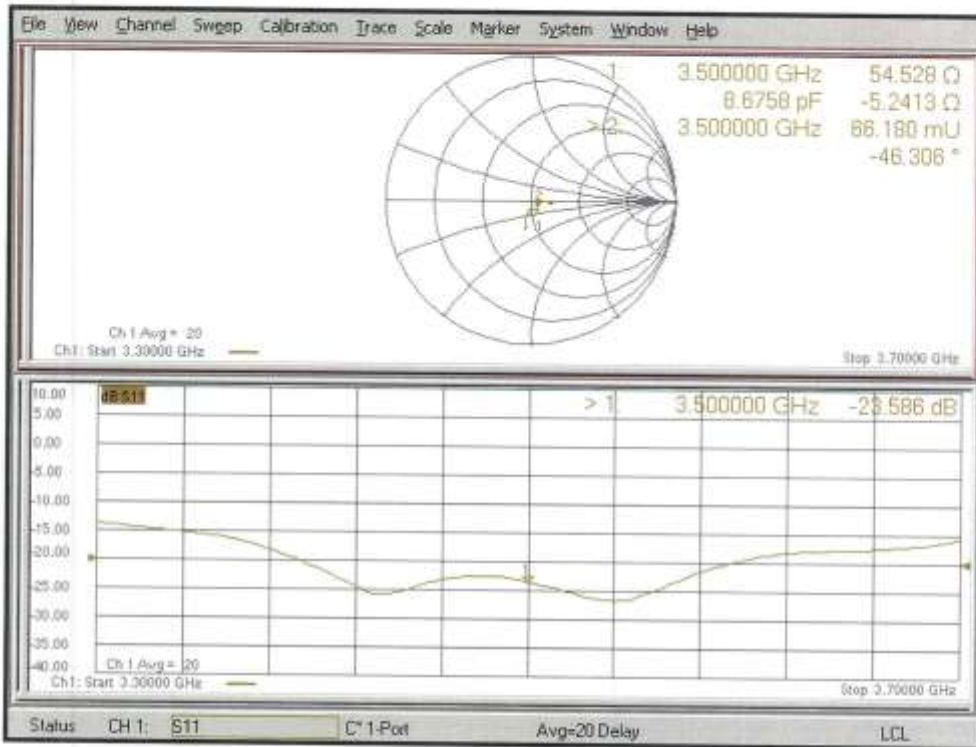 File View Channel Sweep Calibration Trace Scale Marker System Window Help
1: 3.500000 GHz 54.528 Ω
8.6758 pF -5.2413 Ω
> 2: 3.500000 GHz 66.180 mU
-46.306 °
1
Ch 1 Avg = 20
Ch1: Start 3.30000 GHz
Stop 3.70000 GHz
10.00
dB S11
> 1: 3.500000 GHz -23.586 dB
5.00
0.00
-5.00
-10.00
-15.00
-20.00
-25.00
1
-30.00
-35.00
-40.00
Ch 1 Avg = 20
Ch1: Start 3.30000 GHz
Stop 3.70000 GHz
Status CH 1: S11 C* 1-Port Avg=20 Delay LCL